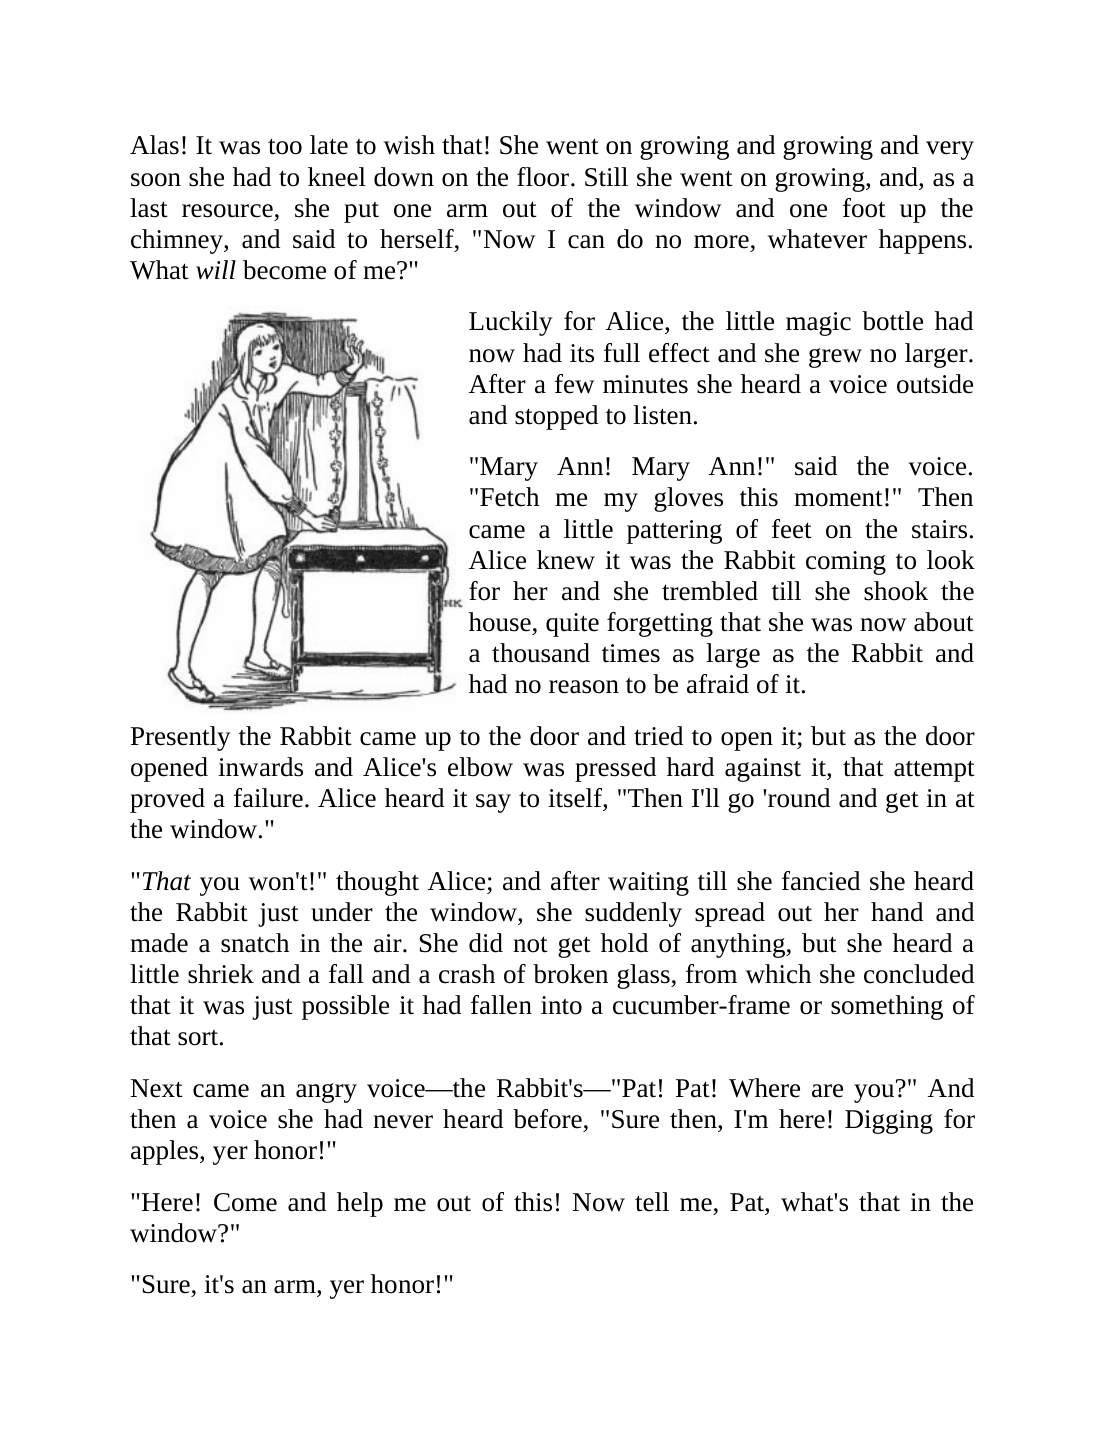 Alas! It was too late to wish that! She went on growing and growing and very
soon she had to kneel down on the floor. Still she went on growing, and, as a
last resource, she put one arm out of the window and one foot up the
chimney, and said to herself, "Now I can do no more, whatever happens.
What will become of me?"
Luckily for Alice, the little magic bottle had
now had its full effect and she grew no larger.
After a few minutes she heard a voice outside
and stopped to listen.
"Mary Ann! Mary Ann!" said the voice.
"Fetch me my gloves this moment!" Then
came a little pattering of feet on the stairs.
Alice knew it was the Rabbit coming to look
for her and she trembled till she shook the
house, quite forgetting that she was now about
a thousand times as large as the Rabbit and
had no reason to be afraid of it.
HK
Presently the Rabbit came up to the door and tried to open it; but as the door
opened inwards and Alice's elbow was pressed hard against it, that attempt
proved a failure. Alice heard it say to itself, "Then I'll go 'round and get in at
the window."
"That you won't!" thought Alice; and after waiting till she fancied she heard
the Rabbit just under the window, she suddenly spread out her hand and
made a snatch in the air. She did not get hold of anything, but she heard a
little shriek and a fall and a crash of broken glass, from which she concluded
that it was just possible it had fallen into a cucumber-frame or something of
that sort.
Next came an angry voice—the Rabbit's—"Pat! Pat! Where are you?" And
then a voice she had never heard before, "Sure then, I'm here! Digging for
apples, yer honor!"
"Here! Come and help me out of this! Now tell me, Pat, what's that in the
window?"
"Sure, it's an arm, yer honor!"